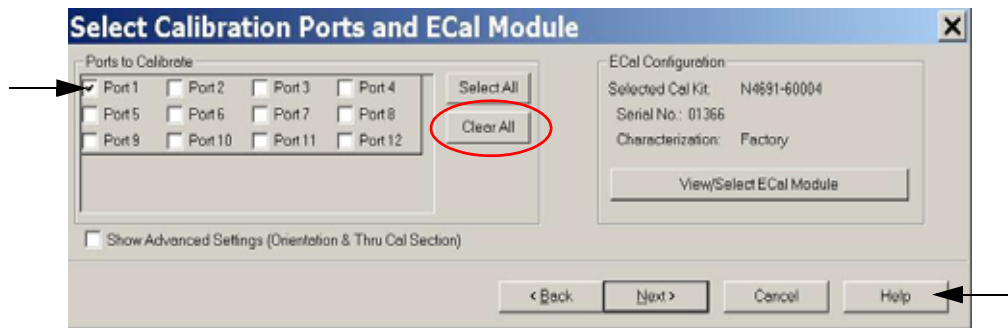 Select Calibration Ports and ECal Module
Ports to Calibrate
Port 1 Port 2 Port 3 Port 4
Port 5 Port 6 Port 7 Port 8
Port 9 Port 10 Port 11 Port 12
Select All
Clear All
Show Advanced Settings (Orientation & Thru Cal Section)
ECal Configuration
Selected Cal Kit: N4691-60004
Serial No.: 01366
Characterization: Factory
View/Select ECal Module
< Back Next > Cancel Help